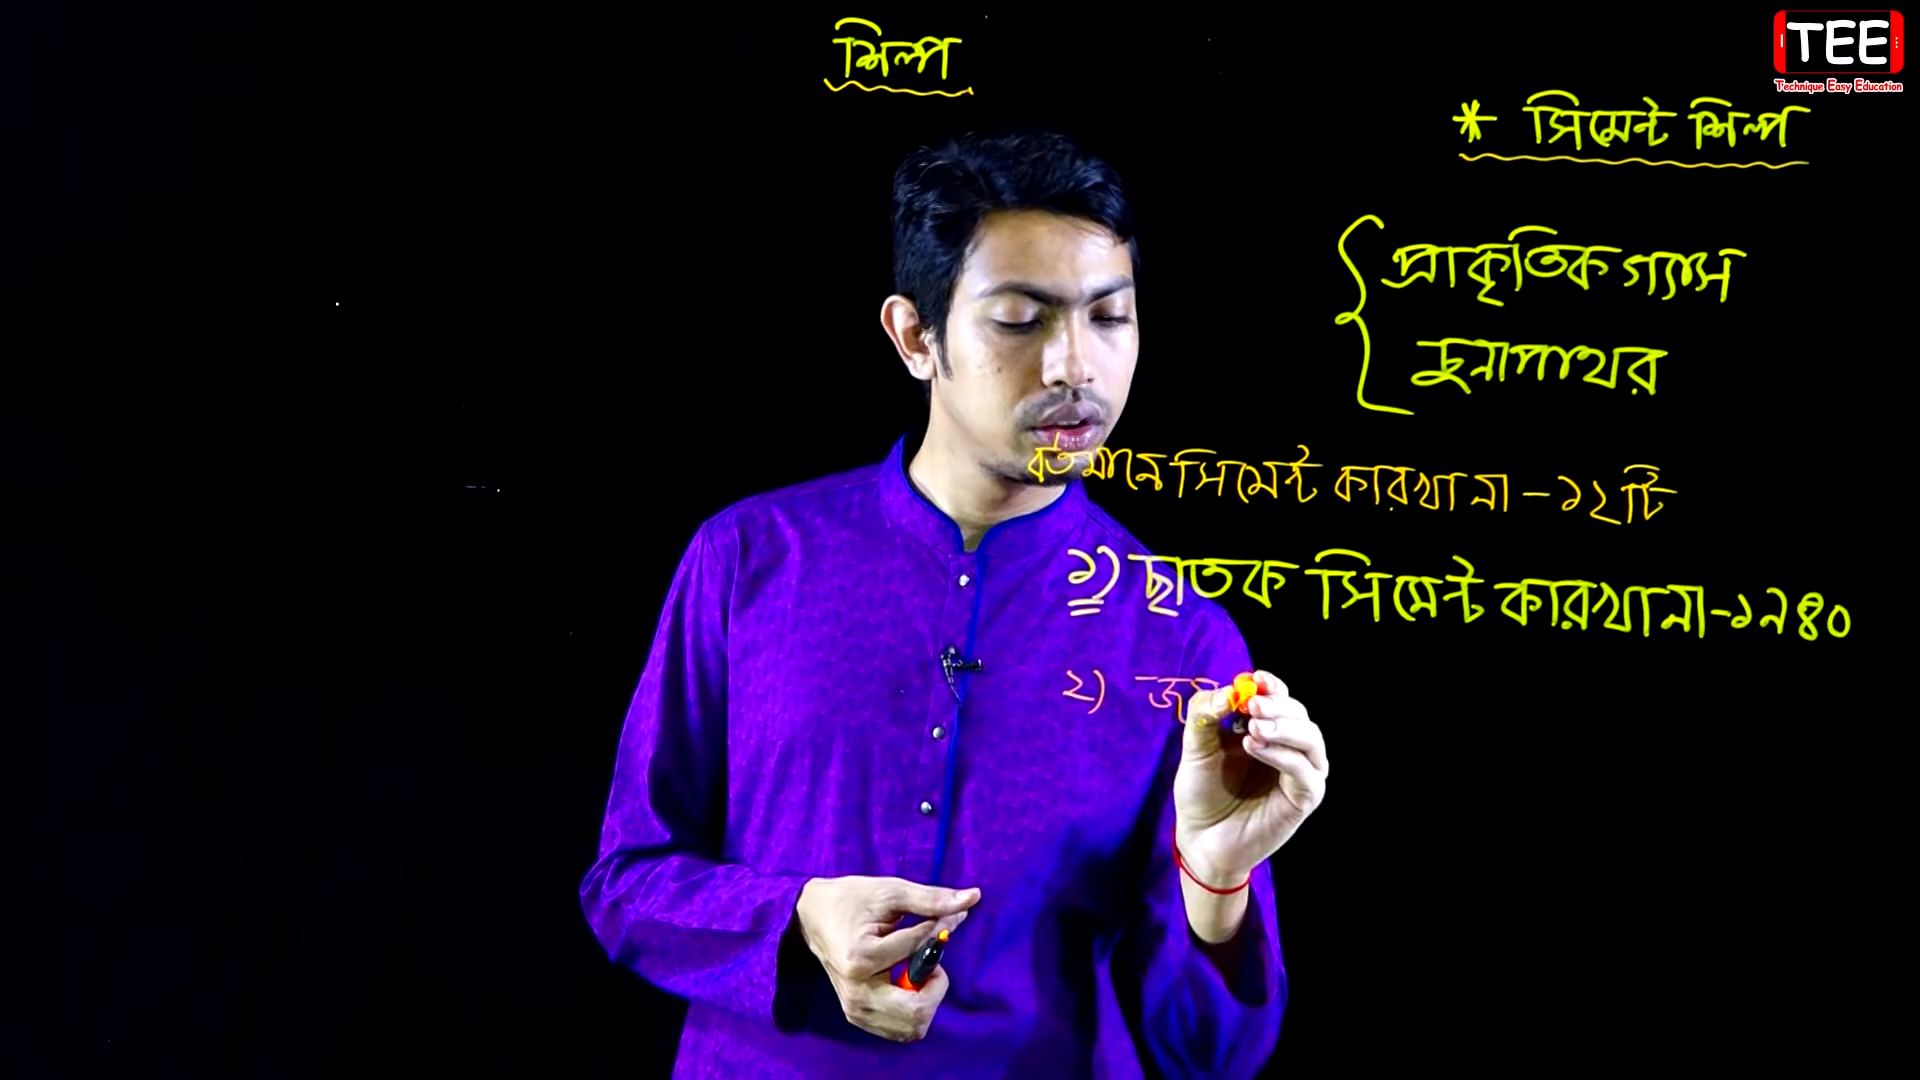 শিল্প
TEE
Technique Easy Education
* সিমেন্ট শিল্প
প্রাকৃতিক গ্যাস
চুনাপাথর
বর্তমানে সিমেন্ট কারখানা - ১২টি
১) ছাতক সিমেন্ট কারখানা - ১৯৪০
২)